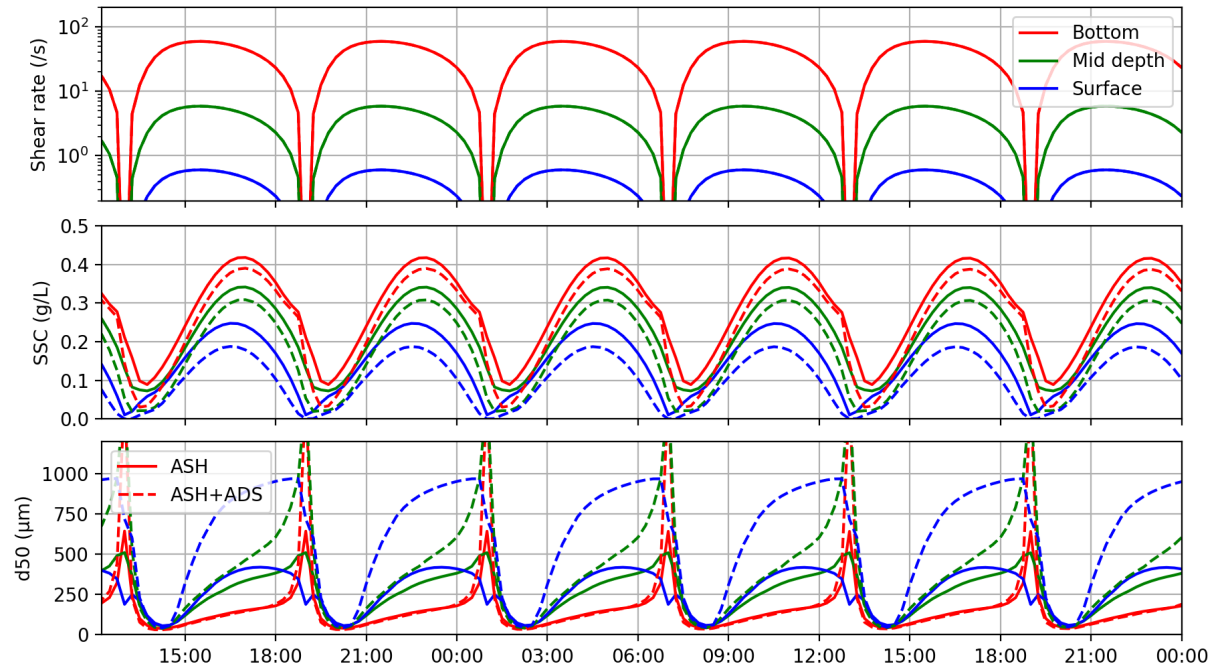 Shear rate (/s)
10²
10¹
10⁰
Bottom
Mid depth
Surface
SSC (g/L)
0.5
0.4
0.3
0.2
0.1
0.0
d50 (μm)
1000
750
500
250
0
ASH
ASH+ADS
15:00 18:00 21:00 00:00 03:00 06:00 09:00 12:00 15:00 18:00 21:00 00:00